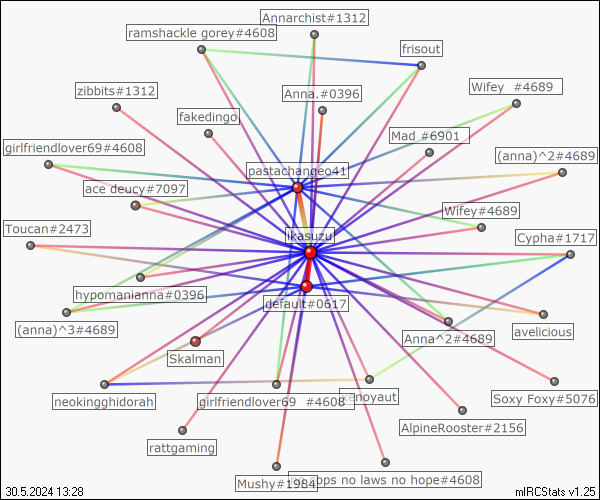 Annarchist#1312
ramshackle gorey#4608
frisout
Wifey  #4689
zibbits#1312
Anna.#0396
fakedingo
Mad #6901
girlfriendlover69#4608
(anna)^2#4689
pastachangeo41
ace deucy#7097
Wifey#4689
Toucan#2473
ikasuzu
Cypha#1717
hypomanianna#0396
default#0617
(anna)^3#4689
avelicious
Anna^2#4689
Skalman
neokingghidorah
girlfriendlover69  #4608
xenoyaut
Soxy Foxy#5076
AlpineRooster#2156
rattgaming
Mushy#1984
no laws no hope#4608
30.5.2024 13:28
mIRCStats v1.25